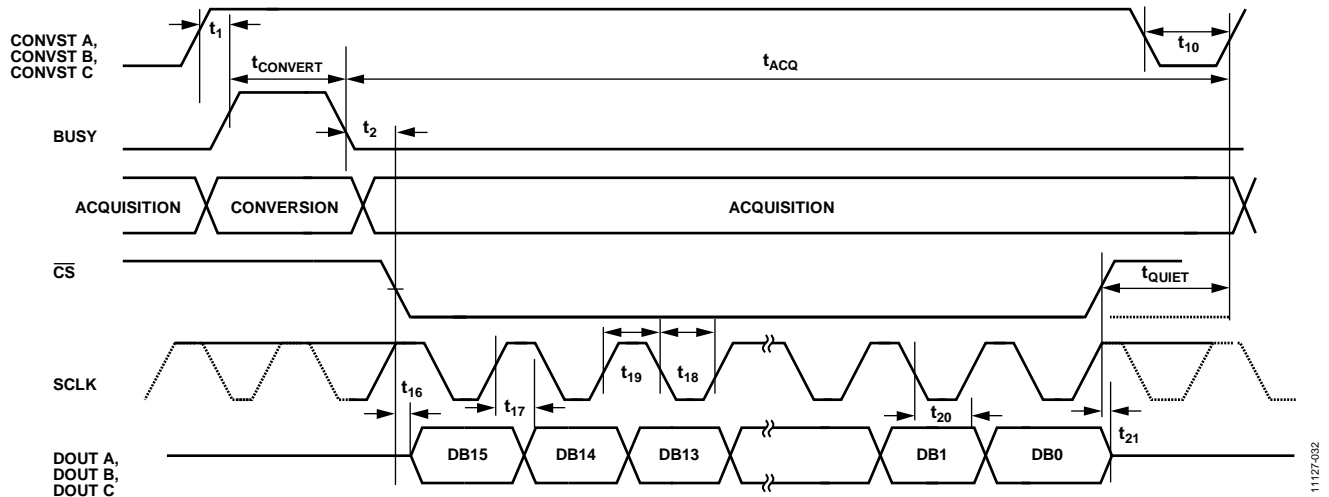 CONVST A,
CONVST B,
CONVST C
t1
tCONVERT
tACQ
t10
BUSY
t2
ACQUISITION
CONVERSION
ACQUISITION
CS
tQUIET
SCLK
t16
t17
t19
t18
t20
t21
DOUT A,
DOUT B,
DOUT C
DB15
DB14
DB13
DB1
DB0
11127-032